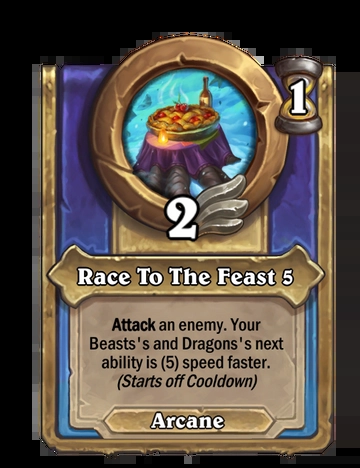 1
2
Race To The Feast 5
Attack an enemy. Your
Beasts's and Dragons's next
ability is (5) speed faster.
(Starts off Cooldown)
Arcane